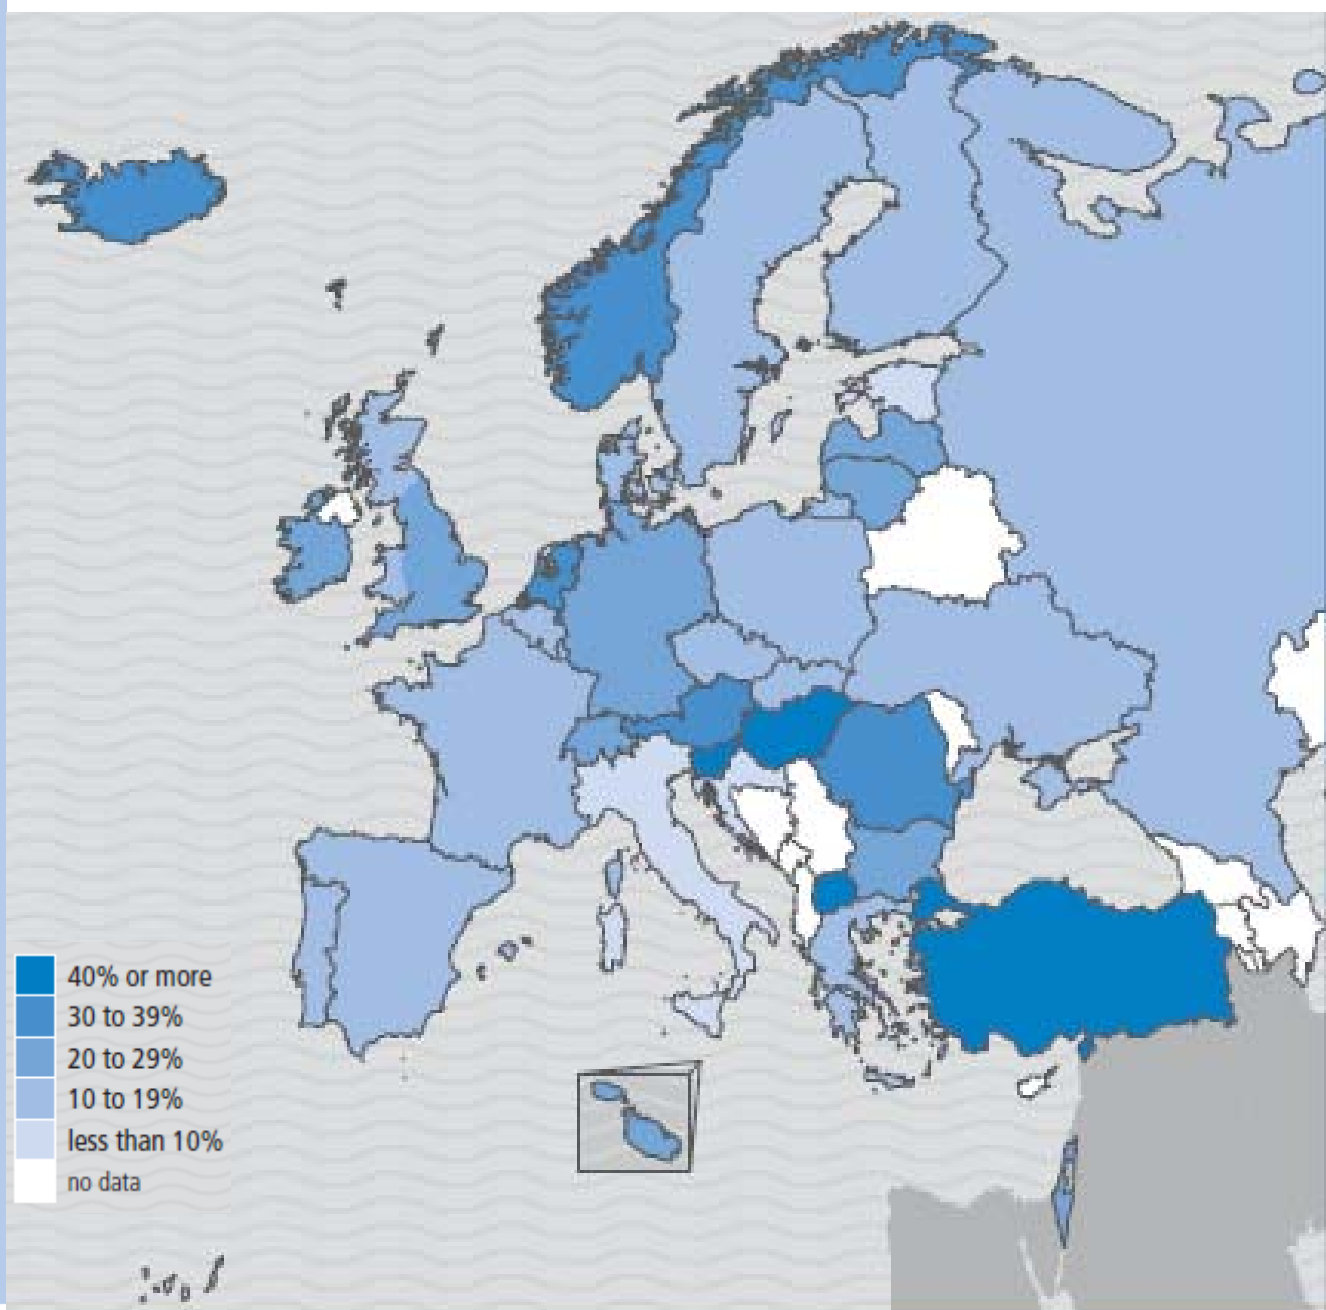 40% or more
30 to 39%
20 to 29%
10 to 19%
less than 10%
no data